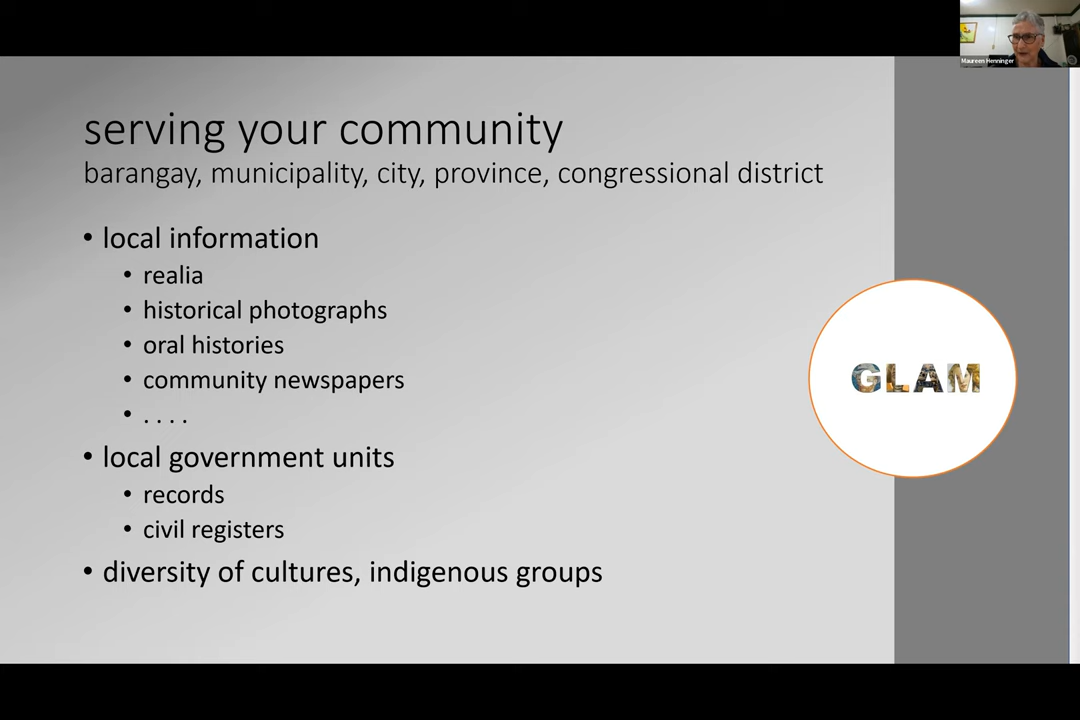 Maureen Henninger
serving your community
barangay, municipality, city, province, congressional district
• local information
• realia
• historical photographs
• oral histories
• community newspapers
• . . . .
• local government units
• records
• civil registers
• diversity of cultures, indigenous groups
GLAM